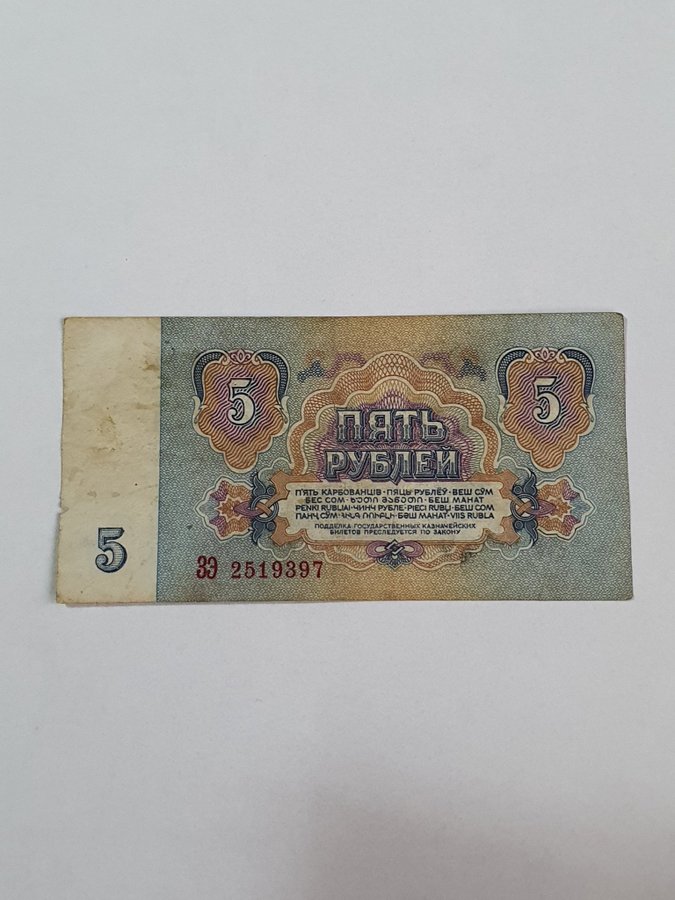 5
5
ПЯТЬ
РУБЛЕЙ
П'ЯТЬ КАРБОВАНЦІВ · ПЯЦЬ РУБЛЁЎ · БЕШ СЎМ
БЕС СОМ · ხუთი მანეთი · БЕШ МАНАТ
PENKI RUBLIAI · ЧИНЧ РУБЛЕ · PIECI RUBĻI · БЕШ СОМ
ПАНҶ СӮМ · ՀԻՆԳ ՌՈՒԲԼԻ · БӘШ МАНАТ · VIIS RUBLA
ПОДДЕЛКА ГОСУДАРСТВЕННЫХ КАЗНАЧЕЙСКИХ
БИЛЕТОВ ПРЕСЛЕДУЕТСЯ ПО ЗАКОНУ
5
ЗЭ 2519397